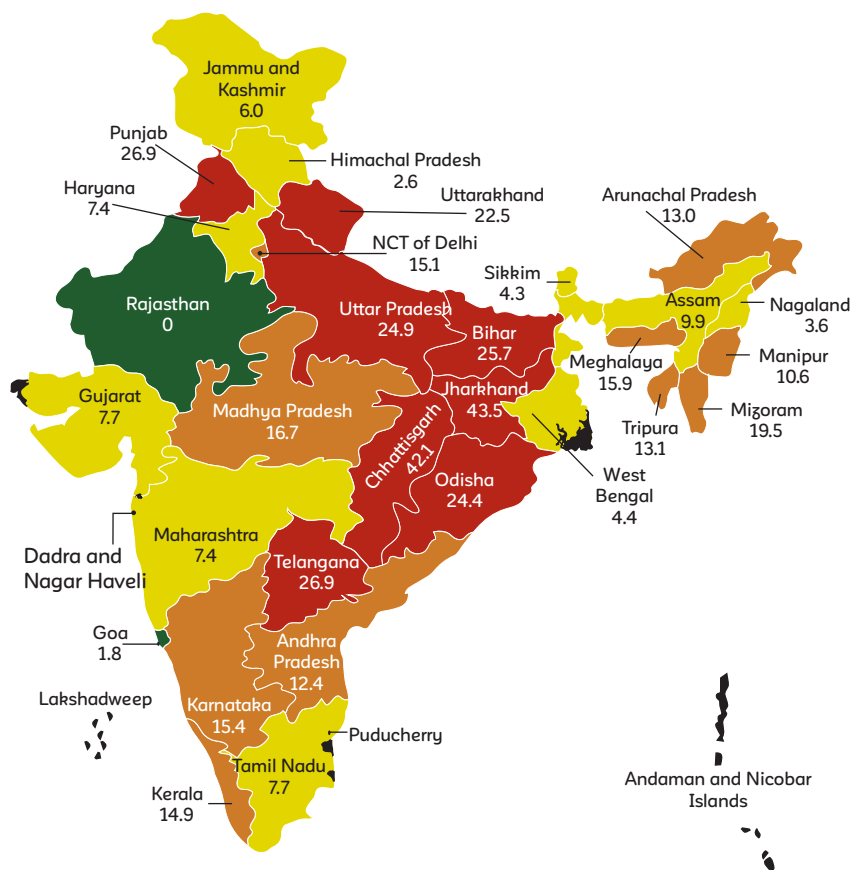 Jammu and
Kashmir
6.0
Punjab
26.9
Himachal Pradesh
2.6
Haryana
7.4
Uttarakhand
22.5
Arunachal Pradesh
13.0
NCT of Delhi
15.1
Sikkim
4.3
Rajasthan
0
Uttar Pradesh
24.9
Bihar
25.7
Assam
9.9
Nagaland
3.6
Meghalaya
15.9
Manipur
10.6
Gujarat
7.7
Madhya Pradesh
16.7
Jharkhand
43.5
Chhattisgarh
42.1
Tripura
13.1
Mizoram
19.5
Odisha
24.4
West
Bengal
4.4
Maharashtra
7.4
Dadra and
Nagar Haveli
Telangana
26.9
Goa
1.8
Andhra
Pradesh
12.4
Lakshadweep
Karnataka
15.4
Puducherry
Tamil Nadu
7.7
Kerala
14.9
Andaman and Nicobar
Islands